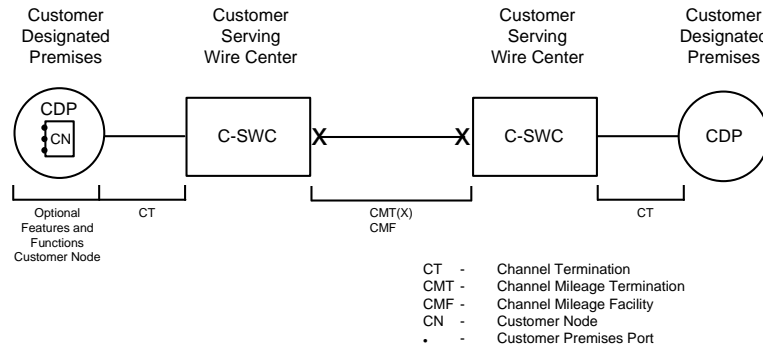 Customer
Designated
Premises
Customer
Serving
Wire Center
Customer
Serving
Wire Center
Customer
Designated
Premises
CDP
CN
C-SWC
X
X
C-SWC
CDP
Optional
Features and
Functions
Customer Node
CT
CMT(X)
CMF
CT
CT - Channel Termination
CMT - Channel Mileage Termination
CMF - Channel Mileage Facility
CN - Customer Node
• - Customer Premises Port